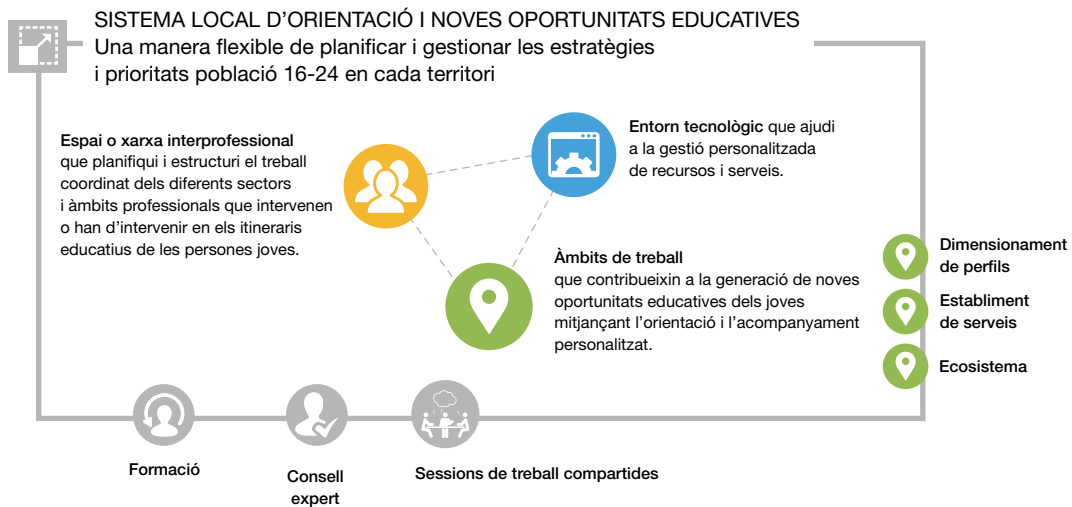 SISTEMA LOCAL D’ORIENTACIÓ I NOVES OPORTUNITATS EDUCATIVES
Una manera flexible de planificar i gestionar les estratègies
i prioritats població 16-24 en cada territori
Espai o xarxa interprofessional
que planifiqui i estructuri el treball
coordinat dels diferents sectors
i àmbits professionals que intervenen
o han d’intervenir en els itineraris
educatius de les persones joves.
Entorn tecnològic que ajudi
a la gestió personalitzada
de recursos i serveis.
Àmbits de treball
que contribueixin a la generació de noves
oportunitats educatives dels joves
mitjançant l’orientació i l’acompanyament
personalitzat.
Dimensionament
de perfils
Establiment
de serveis
Ecosistema
Formació
Consell
expert
Sessions de treball compartides